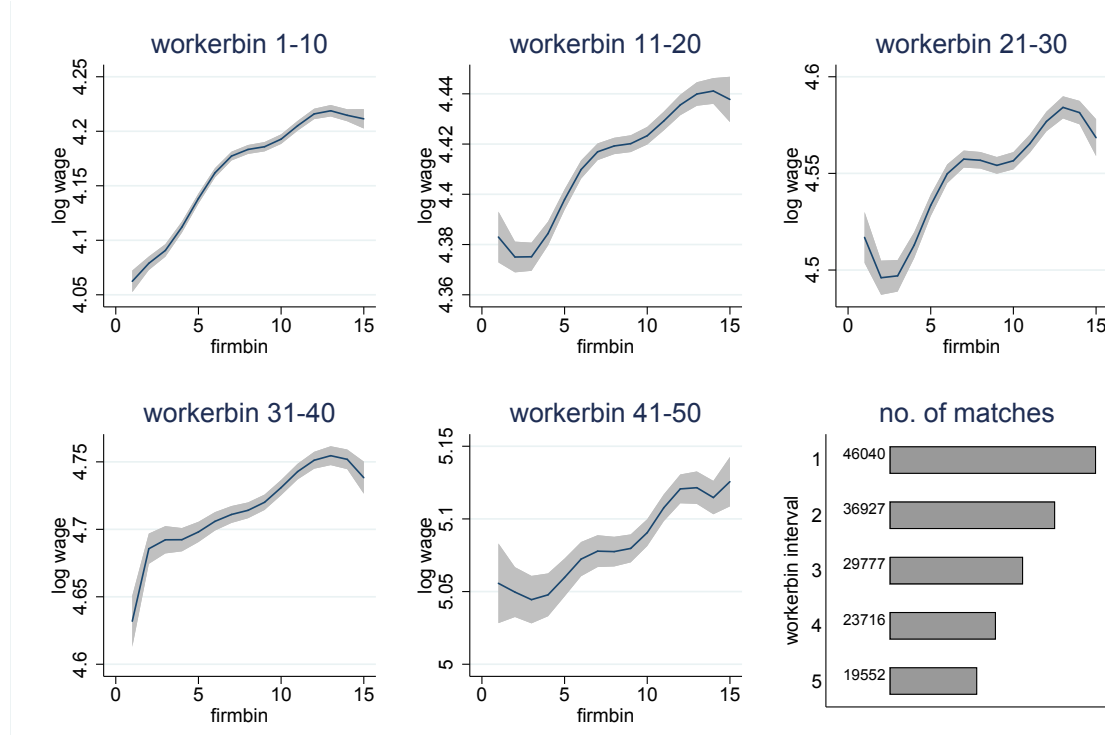 workerbin 1-10
4.25
4.2
4.15
4.1
4.05
log wage
0 5 10 15
firmbin
workerbin 11-20
4.44
4.42
4.4
4.38
4.36
log wage
0 5 10 15
firmbin
workerbin 21-30
4.6
4.55
4.5
log wage
0 5 10 15
firmbin
workerbin 31-40
4.75
4.7
4.65
4.6
log wage
0 5 10 15
firmbin
workerbin 41-50
5.15
5.1
5.05
5
log wage
0 5 10 15
firmbin
no. of matches
workerbin interval
1 46040
2 36927
3 29777
4 23716
5 19552